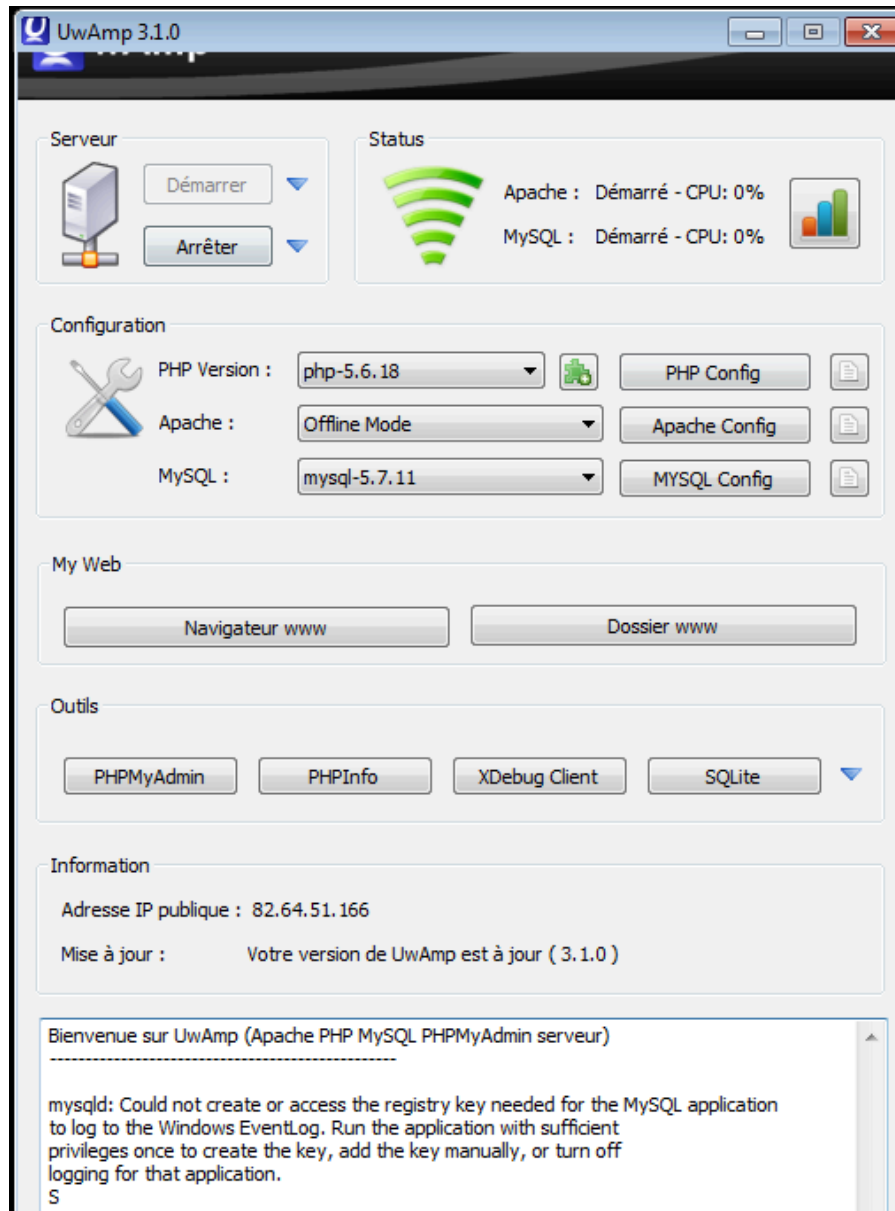 UwAmp 3.1.0
Serveur
Démarrer
Arrêter
Status
Apache : Démarré - CPU: 0%
MySQL : Démarré - CPU: 0%
Configuration
PHP Version : php-5.6.18 PHP Config
Apache : Offline Mode Apache Config
MySQL : mysql-5.7.11 MYSQL Config
My Web
Navigateur www Dossier www
Outils
PHPMyAdmin PHPInfo XDebug Client SQLite
Information
Adresse IP publique : 82.64.51.166
Mise à jour : Votre version de UwAmp est à jour ( 3.1.0 )
Bienvenue sur UwAmp (Apache PHP MySQL PHPMyAdmin serveur)
-------------------------------------------------
mysqld: Could not create or access the registry key needed for the MySQL application
to log to the Windows EventLog. Run the application with sufficient
privileges once to create the key, add the key manually, or turn off
logging for that application.
S